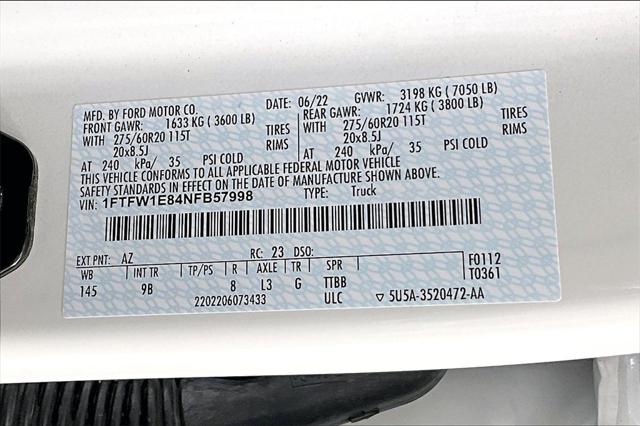 MFD. BY FORD MOTOR CO. DATE: 06/22 GVWR: 3198 KG ( 7050 LB)
FRONT GAWR: 1633 KG ( 3600 LB) REAR GAWR: 1724 KG ( 3800 LB)
WITH 275/60R20 115T TIRES WITH 275/60R20 115T TIRES
20x8.5J RIMS 20x8.5J RIMS
AT 240 kPa/ 35 PSI COLD AT 240 kPa/ 35 PSI COLD
THIS VEHICLE CONFORMS TO ALL APPLICABLE FEDERAL MOTOR VEHICLE
SAFETY STANDARDS IN EFFECT ON THE DATE OF MANUFACTURE SHOWN ABOVE.
VIN: 1FTFW1E84NFB57998 TYPE: Truck
EXT PNT: AZ RC: 23 DSO:
WB INT TR TP/PS R AXLE TR SPR F0112
145 9B 8 L3 G TTBB T0361
2202206073433 ULC ▽ 5U5A-3520472-AA